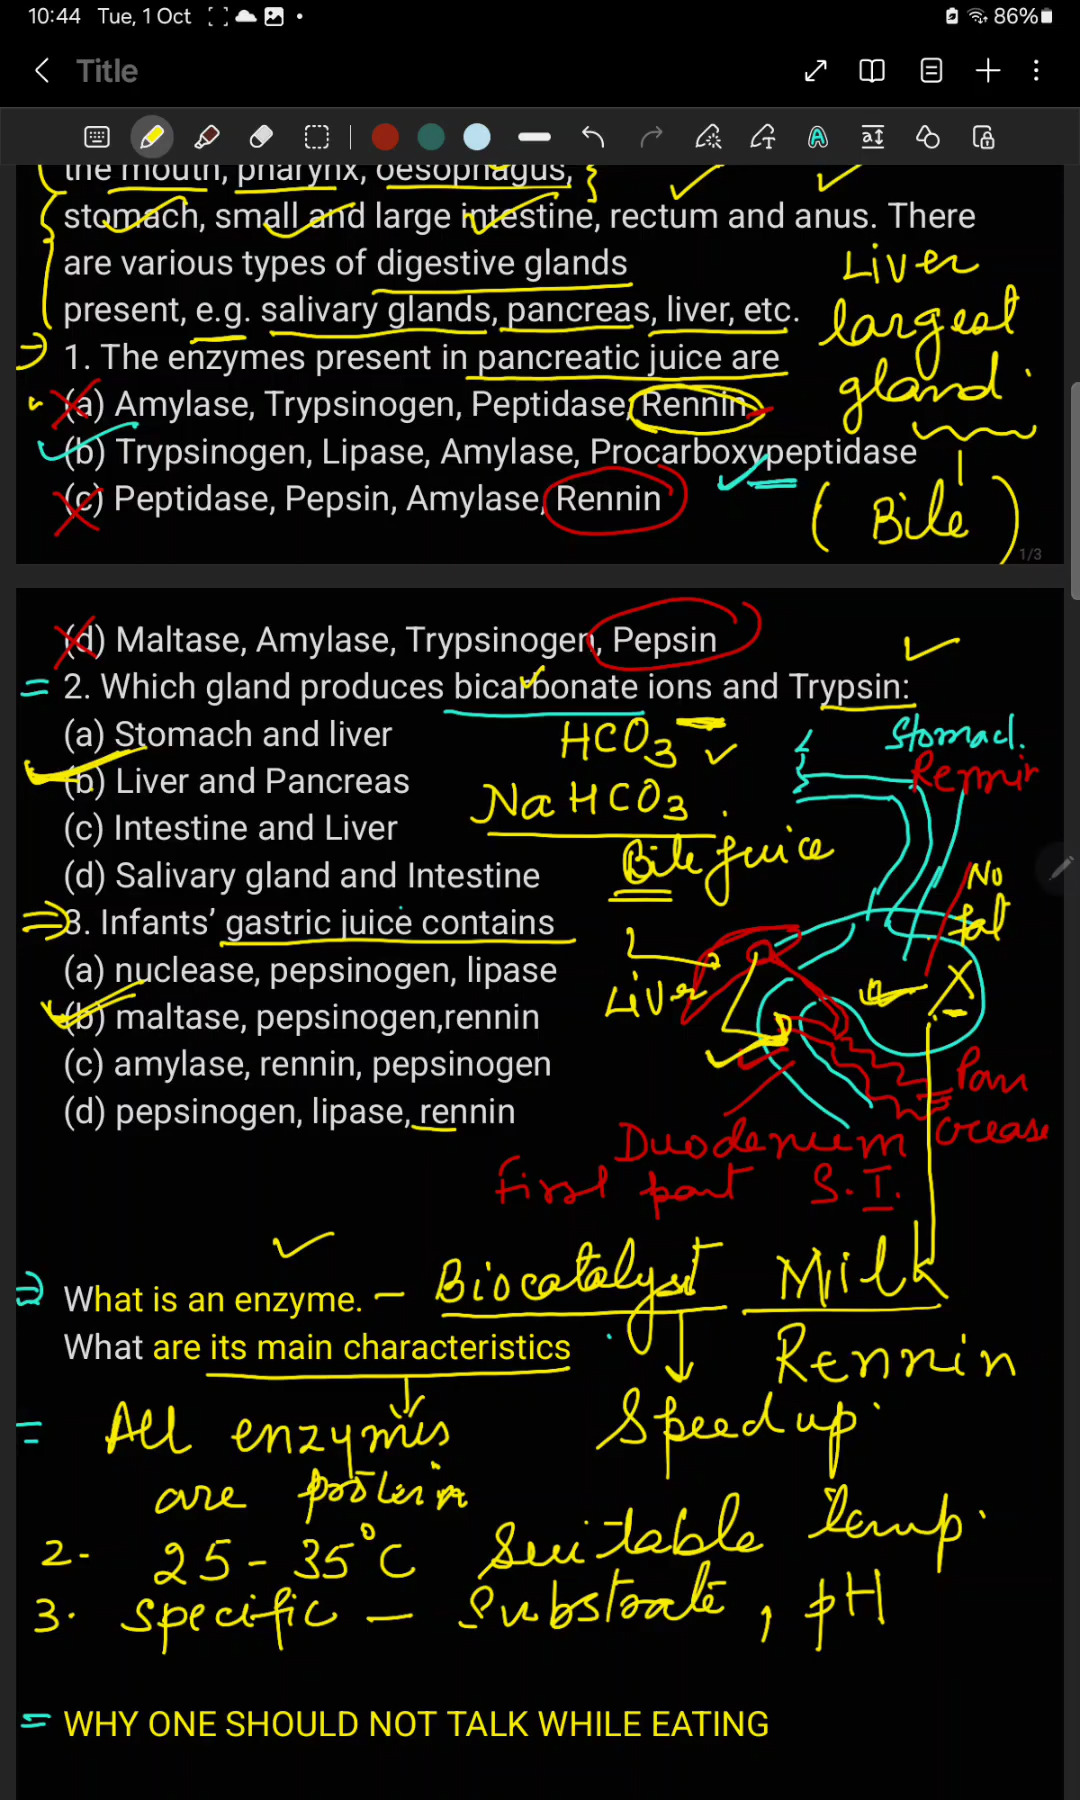 10:44 Tue, 1 Oct
86%
Title
the mouth, pharynx, oesophagus,
stomach, small and large intestine, rectum and anus. There
are various types of digestive glands
present, e.g. salivary glands, pancreas, liver, etc.
Liver
largest
gland.
(Bile)
1. The enzymes present in pancreatic juice are
(a) Amylase, Trypsinogen, Peptidase, Rennin
(b) Trypsinogen, Lipase, Amylase, Procarboxypeptidase
(c) Peptidase, Pepsin, Amylase, Rennin
1/3
(d) Maltase, Amylase, Trypsinogen, Pepsin
= 2. Which gland produces bicarbonate ions and Trypsin:
(a) Stomach and liver
(b) Liver and Pancreas
(c) Intestine and Liver
(d) Salivary gland and Intestine
HCO3
NaHCO3.
Bile juice
Stomach.
Rennin
No
fat
Liver
3. Infants' gastric juice contains
(a) nuclease, pepsinogen, lipase
(b) maltase, pepsinogen,rennin
(c) amylase, rennin, pepsinogen
(d) pepsinogen, lipase, rennin
Pan
crease
Duodenum
First part S.I.
What is an enzyme. - Biocatalyst
Milk
What are its main characteristics
Rennin
= All enzymes
are protein
Speed up
2- 25 - 35°C Suitable temp.
3. Specific - Substrate, pH
= WHY ONE SHOULD NOT TALK WHILE EATING